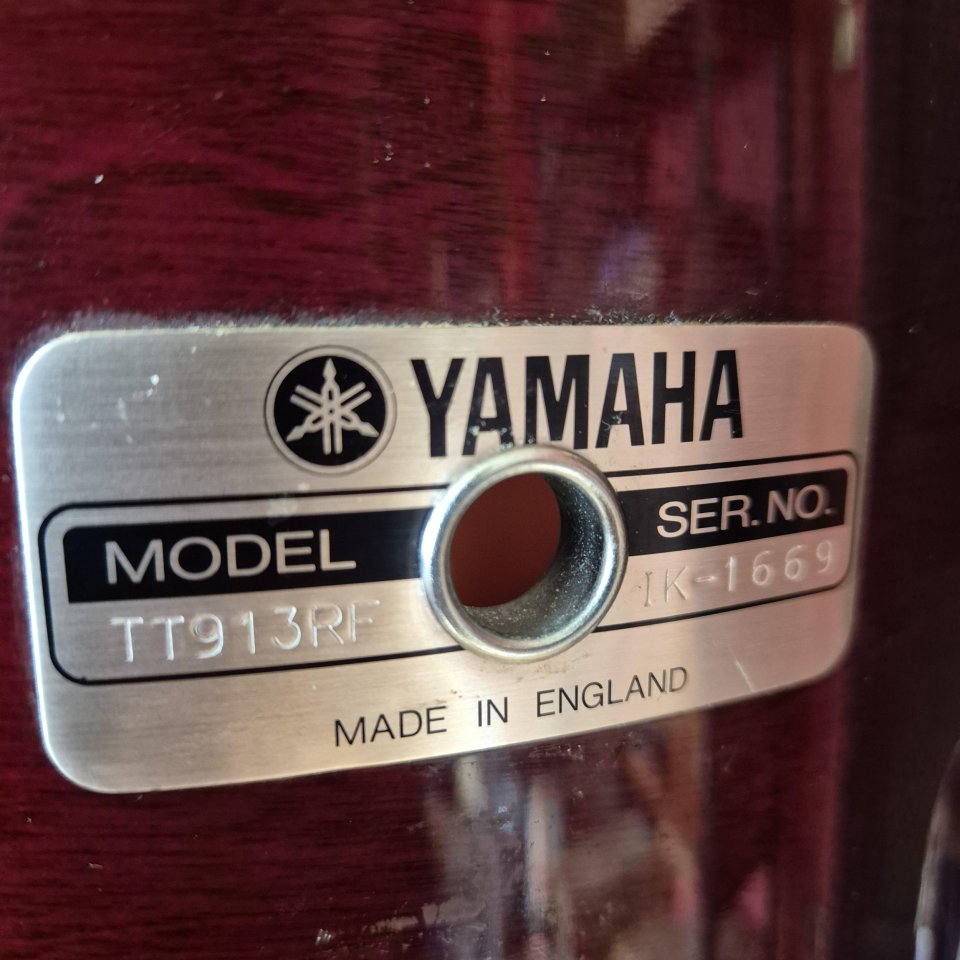 YAMAHA
MODEL
SER. NO.
TT913RF
IK-1669
MADE IN ENGLAND